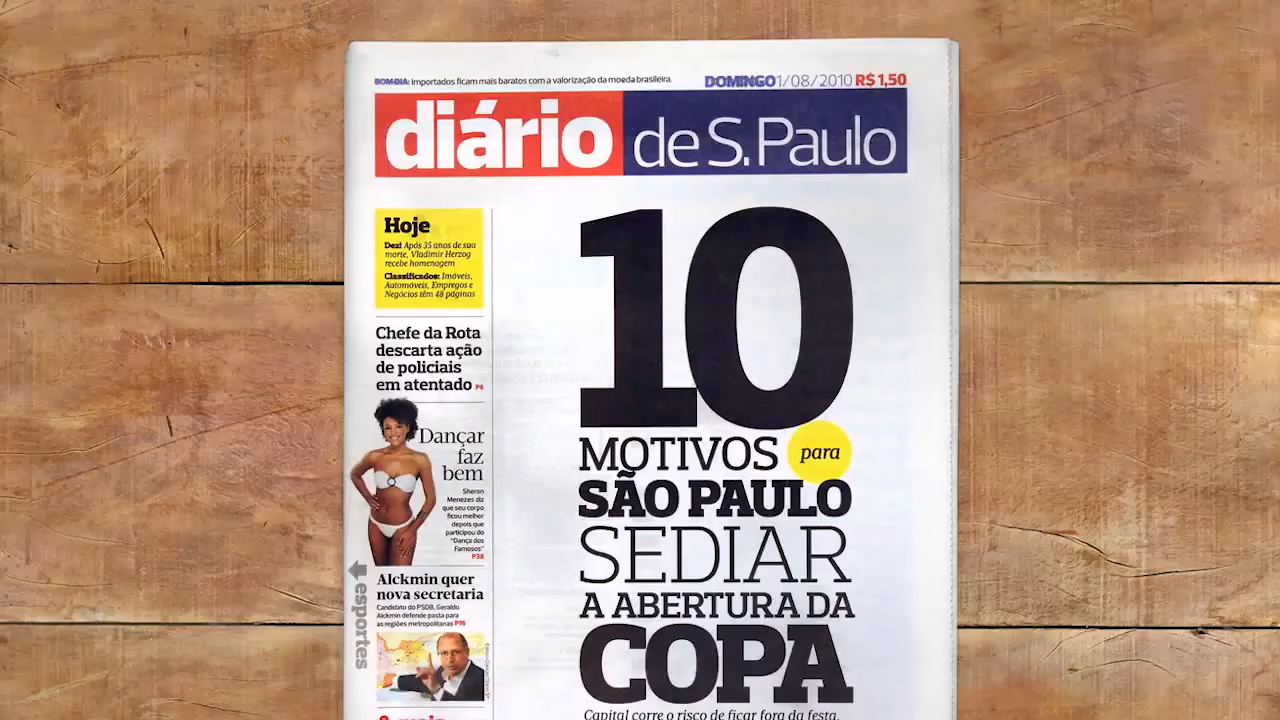 BOM-DIA: Importados ficam mais baratos com a valorização da moeda brasileira.
DOMINGO 1/08/2010 R$ 1,50
diário de S. Paulo
Hoje
Dez! Após 35 anos de sua
morte, Vladimir Herzog
recebe homenagem
Classificados: Imóveis,
Automóveis, Empregos e
Negócios têm 48 páginas
Chefe da Rota
descarta ação
de policiais
em atentado P6
Dançar
faz
bem
Sheron
Menezes diz
que seu corpo
ficou melhor
depois que
participou do
"Dança dos
Famosos"
P38
Alckmin quer
nova secretaria
Candidato do PSDB, Geraldo
Alckmin defende pasta para
as regiões metropolitanas P16
esportes
10
MOTIVOS para
SÃO PAULO
SEDIAR
A ABERTURA DA
COPA
Capital corre o risco de ficar fora da festa,